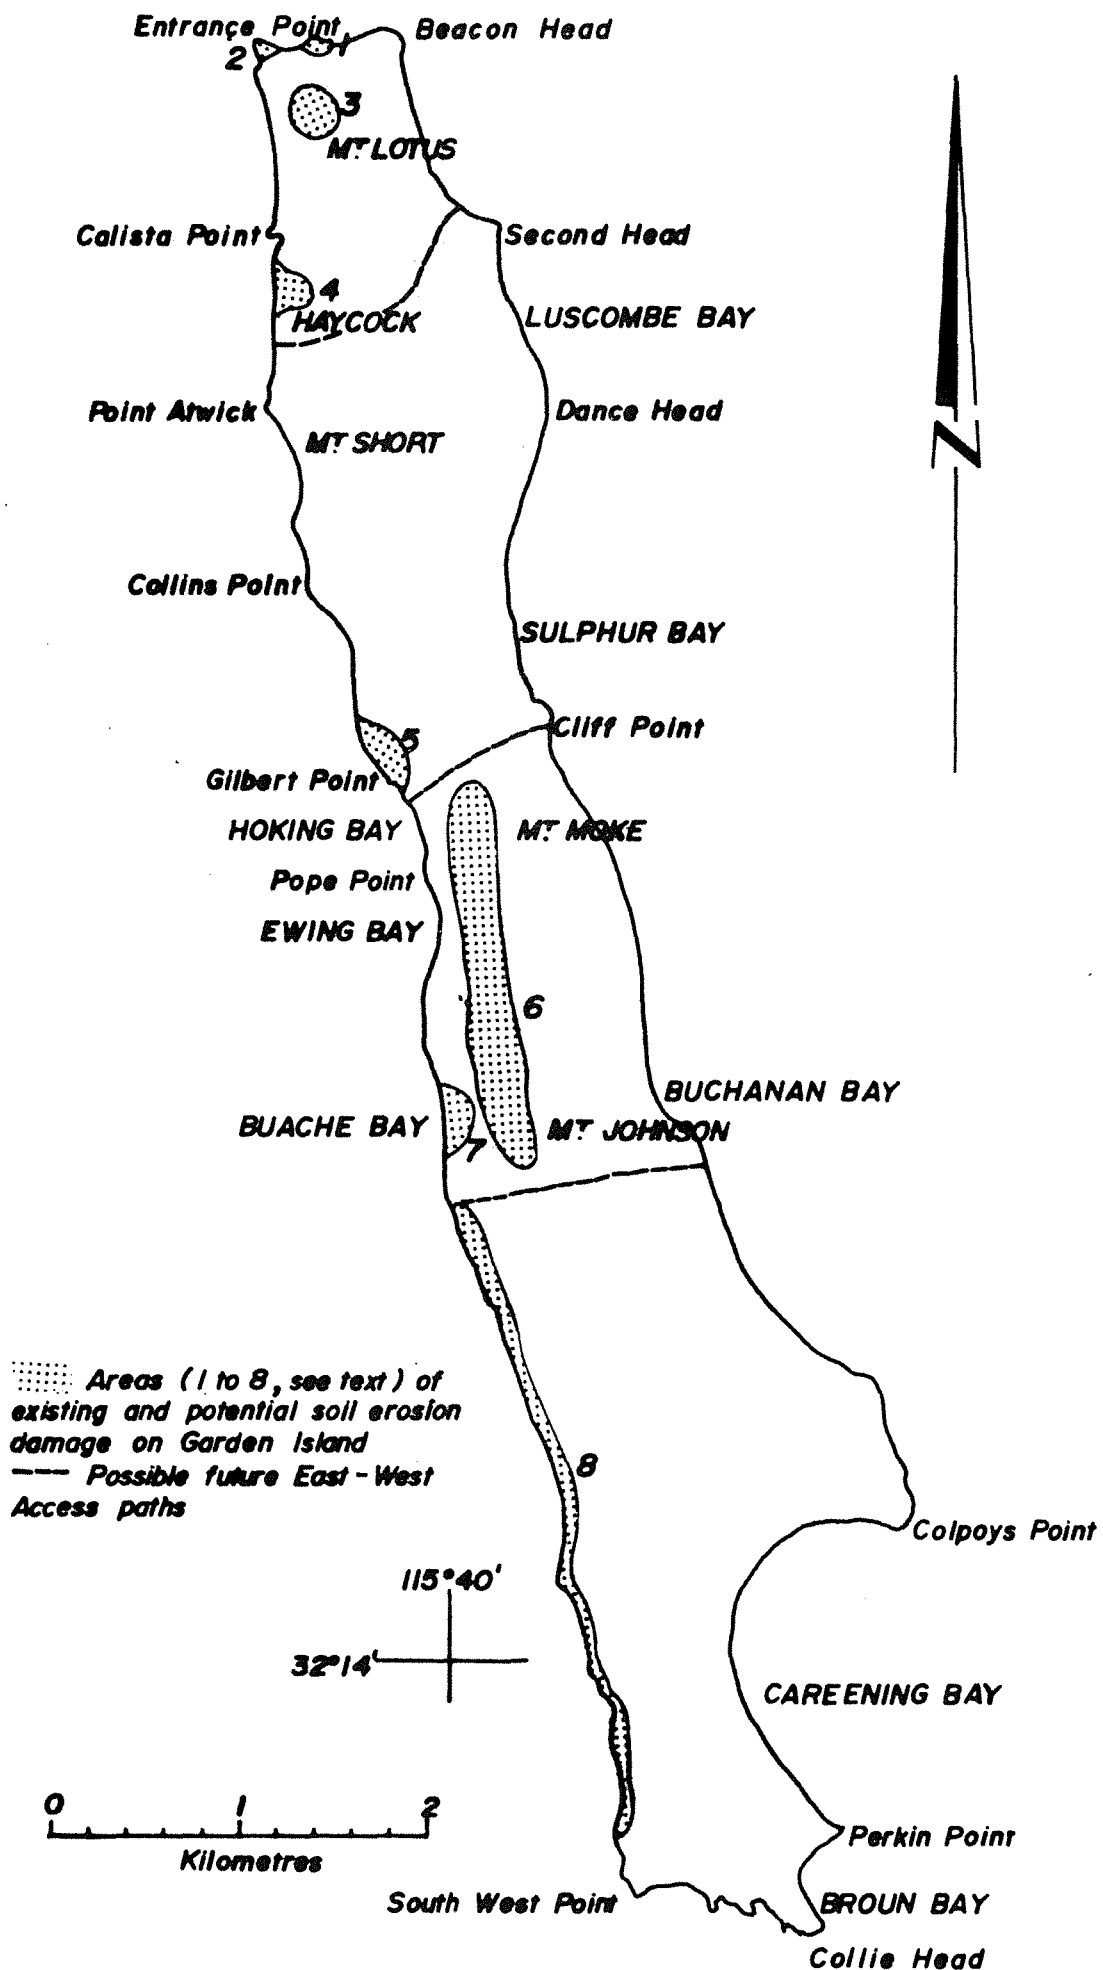 Entrance Point
Beacon Head
2
3
MT. LOTUS
Calista Point
Second Head
4
HAYCOCK
LUSCOMBE BAY
Point Atwick
Dance Head
MT. SHORT
N
Collins Point
SULPHUR BAY
5
Cliff Point
Gilbert Point
HOKING BAY
MT. MOKE
Pope Point
EWING BAY
6
BUCHANAN BAY
BUACHE BAY
MT. JOHNSON
7
Areas (1 to 8, see text) of
existing and potential soil erosion
damage on Garden Island
Possible future East-West
Access paths
8
Colpoys Point
115°40'
32°14'
CAREENING BAY
0 1 2
Kilometres
Perkin Point
South West Point
BROUN BAY
Collie Head